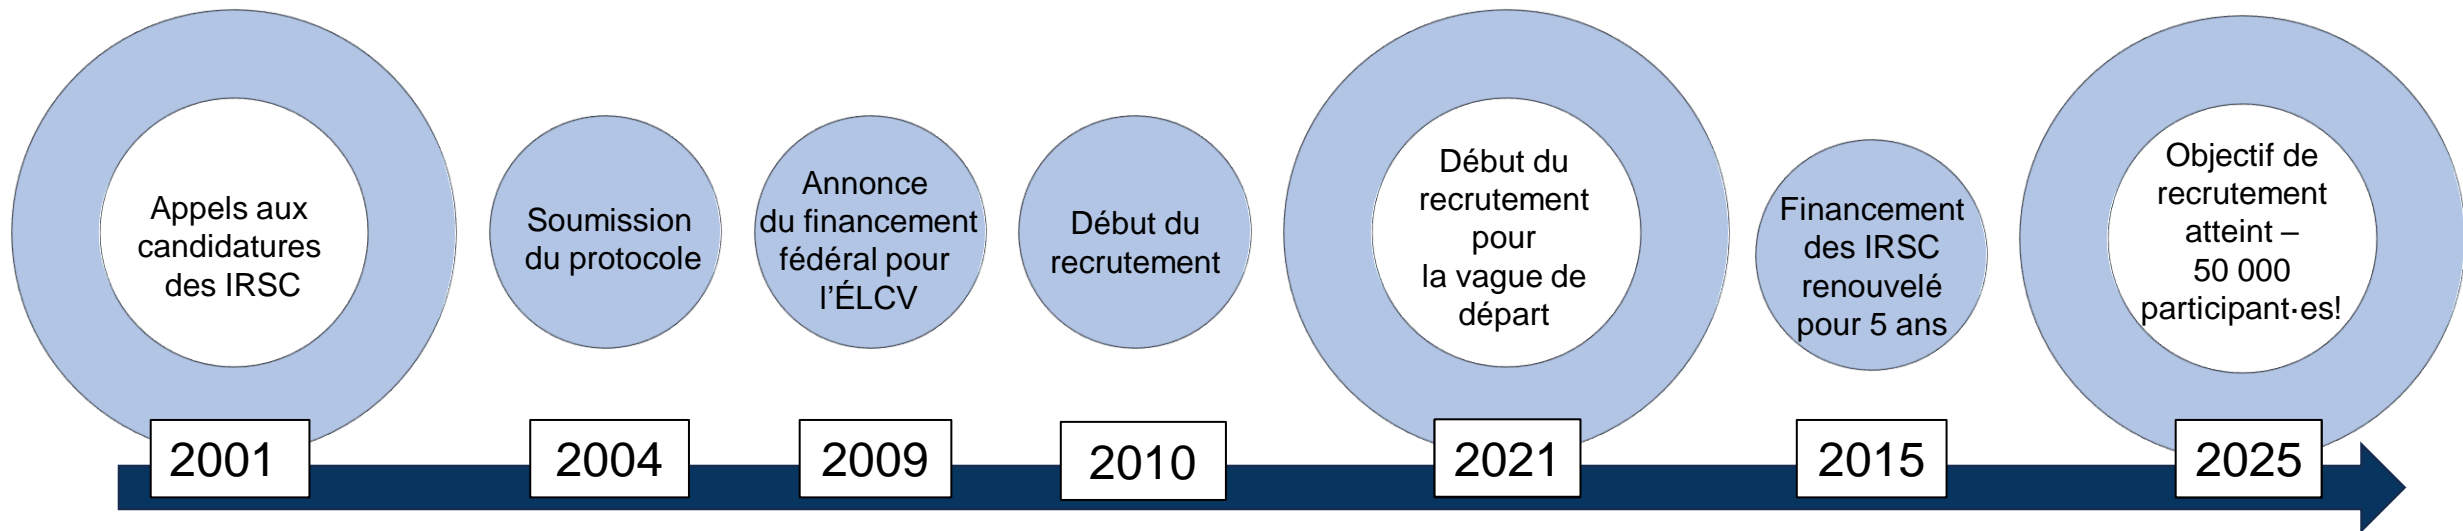 Appels aux
candidatures
des IRSC
Soumission
du protocole
Annonce
du financement
fédéral pour
l’ÉLCV
Début du
recrutement
Début du
recrutement
pour
la vague de
départ
Financement
des IRSC
renouvelé
pour 5 ans
Objectif de
recrutement
atteint –
50 000
participant·es!
2001
2004
2009
2010
2021
2015
2025